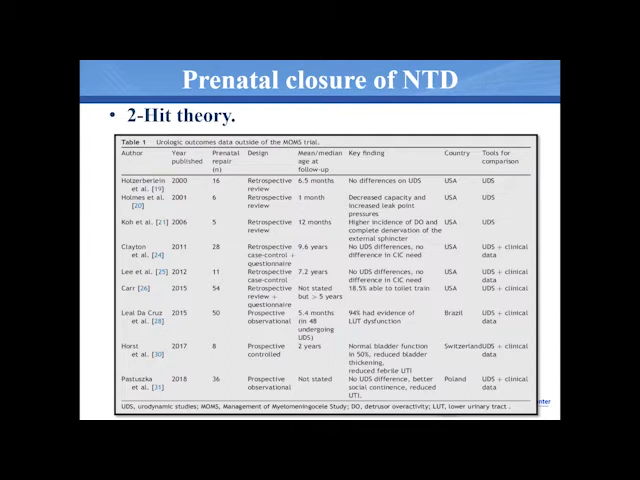 Prenatal closure of NTD
• 2-Hit theory.
Table 1 Urologic outcomes data outside of the MOMS trial.
Author Year published Prenatal repair (n) Design Mean/median age at follow-up Key finding Country Tools for comparison
Holzerberlein et al. [19] 2000 16 Retrospective review 6.5 months No differences on UDS USA UDS
Holmes et al. [20] 2001 6 Retrospective review 1 month Decreased capacity and increased leak point pressures USA UDS
Koh et al. [21] 2006 5 Retrospective review 12 months Higher incidence of DO and complete denervation of the external sphincter USA UDS
Clayton et al. [24] 2011 28 Retrospective case-control + questionnaire 9.6 years No UDS differences, no difference in CIC need USA UDS + clinical data
Lee et al. [25] 2012 11 Retrospective case-control 7.2 years No UDS differences, no difference in CIC need USA UDS + clinical data
Carr [26] 2015 54 Retrospective review + questionnaire Not stated but > 5 years 18.5% able to toilet train USA UDS + clinical data
Leal Da Cruz et al. [28] 2015 50 Prospective observational 5.4 months (in 48 undergoing UDS) 94% had evidence of LUT dysfunction Brazil UDS + clinical data
Horst et al. [30] 2017 8 Prospective controlled 2 years Normal bladder function in 50%, reduced bladder thickening, reduced febrile UTI Switzerland UDS + clinical data
Pastuszka et al. [31] 2018 36 Prospective observational Not stated No UDS difference, better social continence, reduced UTI. Poland UDS + clinical data
UDS, urodynamic studies; MOMS, Management of Myelomeningocele Study; DO, detrusor overactivity; LUT, lower urinary tract .
nter